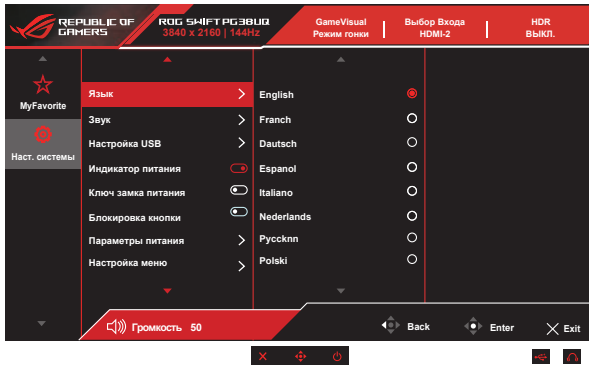 REPUBLIC OF
GAMERS
ROG SWIFT PG38UQ
3840 x 2160 | 144Hz
GameVisual
Режим гонки
Выбор Входа
HDMI-2
HDR
ВЫКЛ.
MyFavorite
Наст. системы
Язык
Звук
Настройка USB
Индикатор питания
Ключ замка питания
Блокировка кнопки
Параметры питания
Настройка меню
English
Franch
Dautsch
Espanol
Italiano
Nederlands
Русскпп
Polski
Громкость 50
Back
Enter
Exit